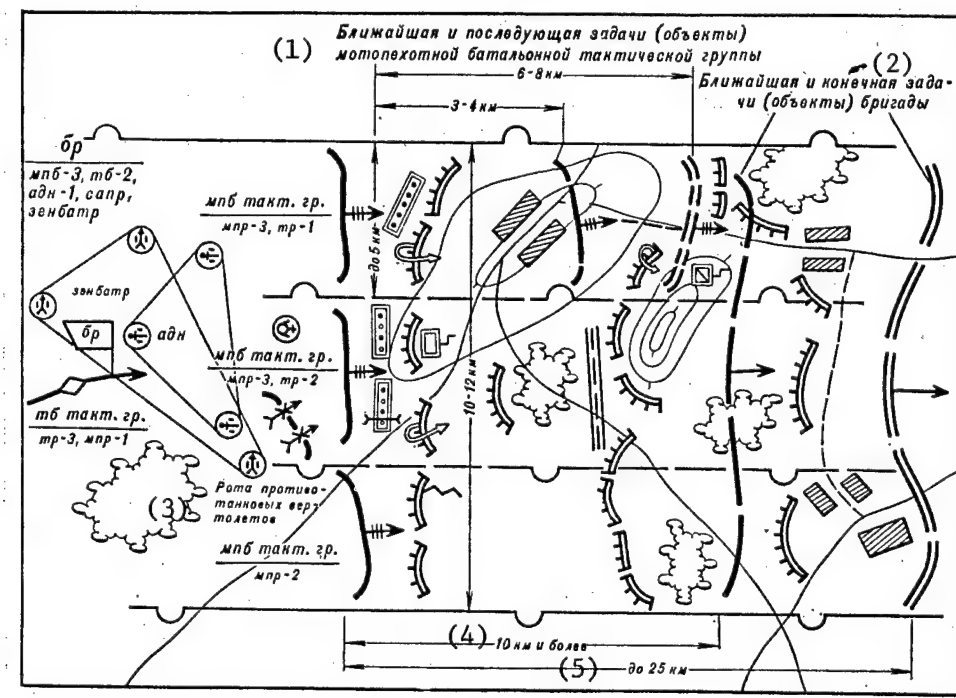 (1) Ближайшая и последующая задачи (объекты)
мотопехотной батальонной тактической группы
6-8км
(2)
3-4 км
Ближайшая и конечная зада-
чи (объекты) бригады
бр
мпб-3, тб-2,
адн-1, сапр,
зенбатр
мпб такт. гр.
мпр-3, тр-1
до 5 км
зенбатр
бр
адн
мпб такт. гр.
мпр-3, тр-2
10-12км
тб такт. гр.
тр-3, мпр-1
(3)
Рота противо-
танковых вер-
толетов
мпб такт. гр.
мпр-2
(4) 10 км и более
(5) до 25 км